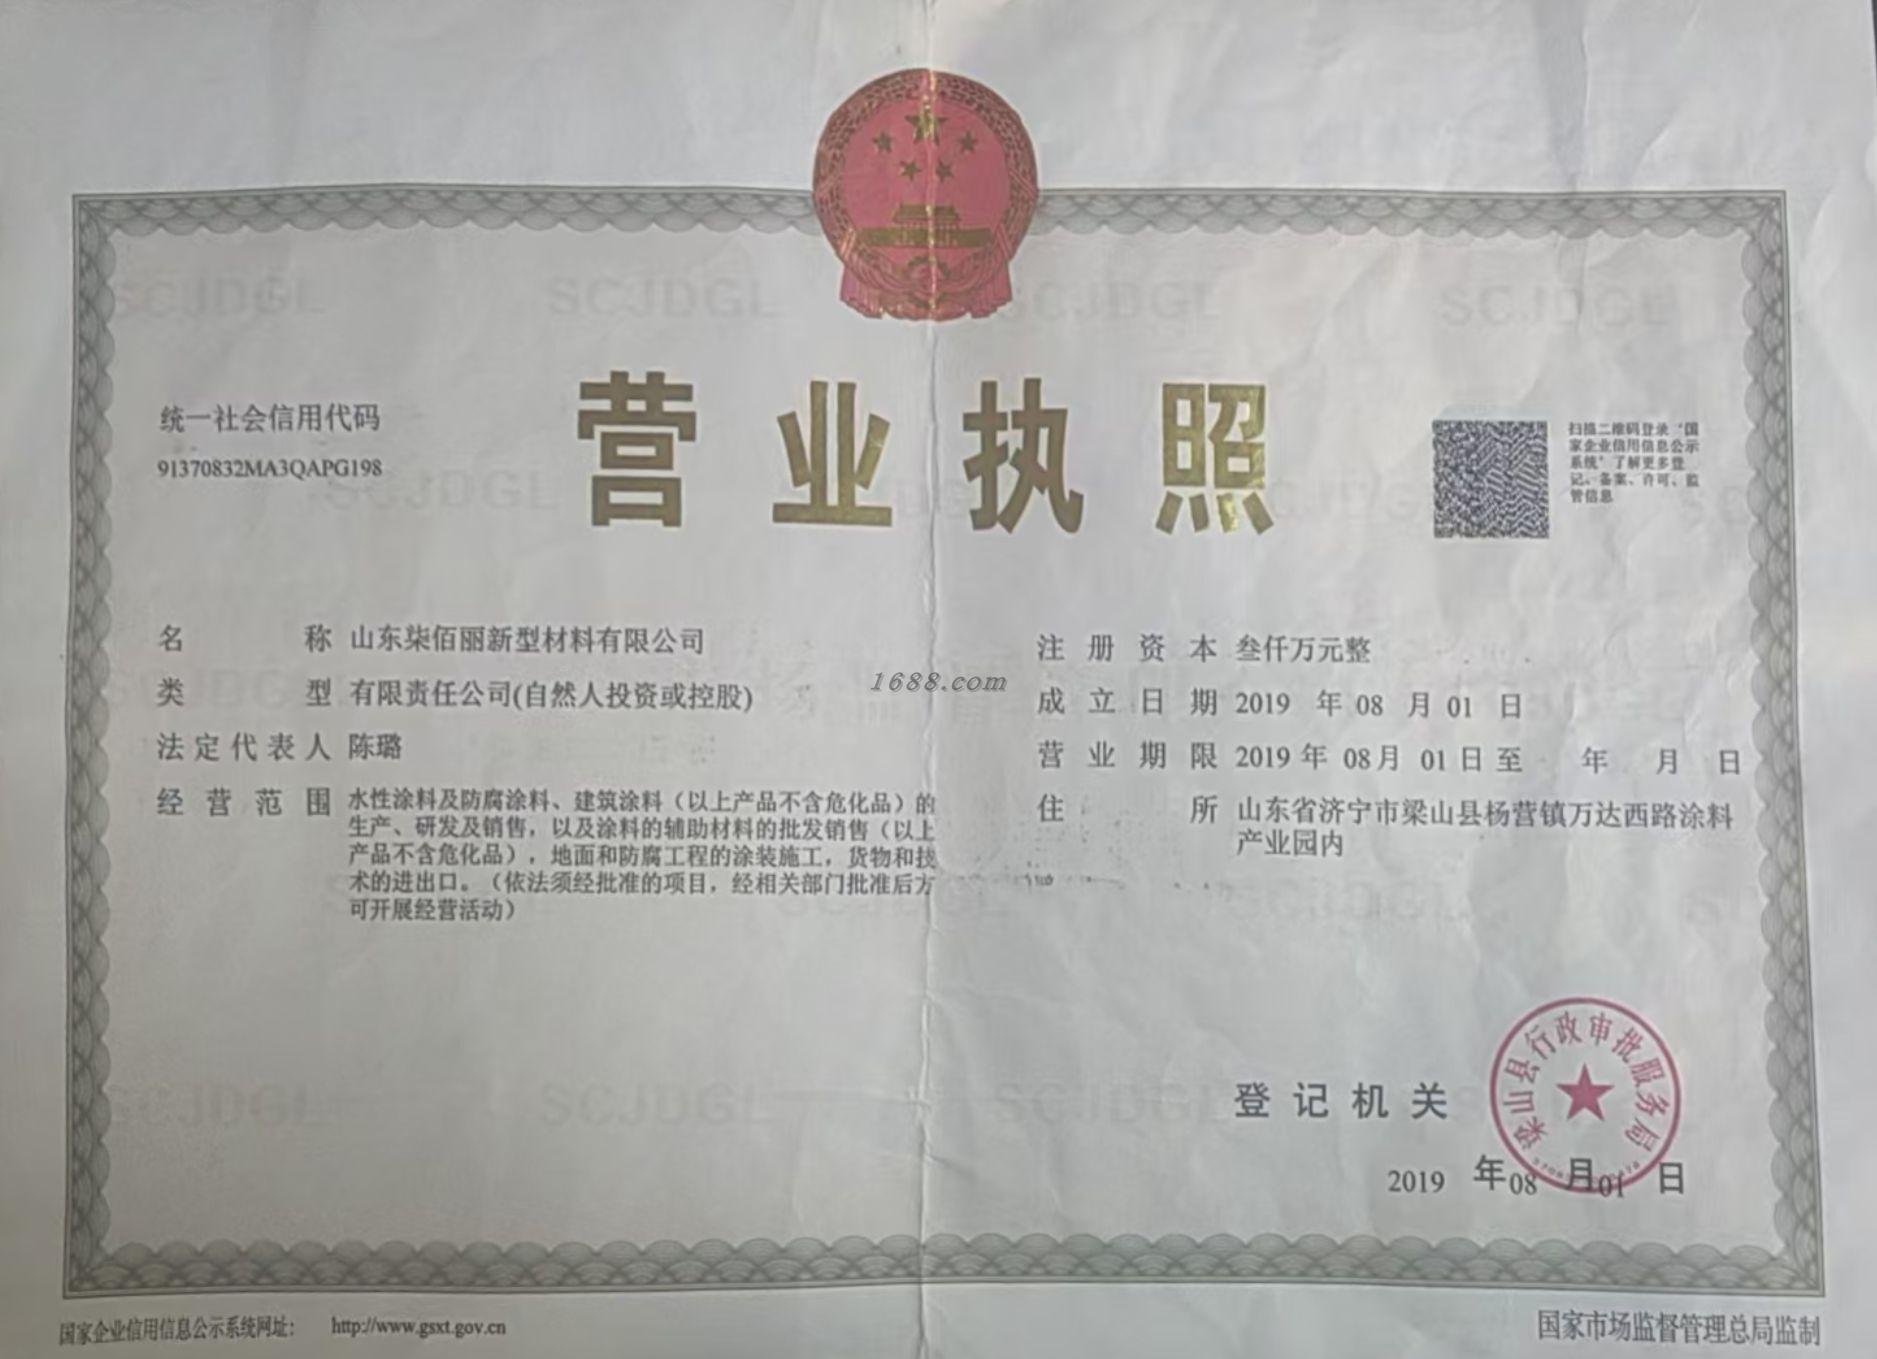 营业执照
统一社会信用代码
91370832MA3QAPG198
扫描二维码登录‘国
家企业信用信息公示
系统’了解更多登
记、备案、许可、监
管信息
名 称 山东柒佰丽新型材料有限公司
类 型 有限责任公司(自然人投资或控股)
法定代表人 陈璐
经营范围 水性涂料及防腐涂料、建筑涂料（以上产品不含危化品）的
生产、研发及销售，以及涂料的辅助材料的批发销售（以上
产品不含危化品），地面和防腐工程的涂装施工，货物和技
术的进出口。（依法须经批准的项目，经相关部门批准后方
可开展经营活动）
注册资本 叁仟万元整
成立日期 2019 年 08 月 01 日
营业期限 2019 年 08 月 01 日 至 年 月 日
住 所 山东省济宁市梁山县杨营镇万达西路涂料
产业园内
1688.com
登记机关
梁山县行政审批服务局
2019 年 08 月 01 日
国家企业信用信息公示系统网址： http://www.gsxt.gov.cn
国家市场监督管理总局监制
SCJDGL